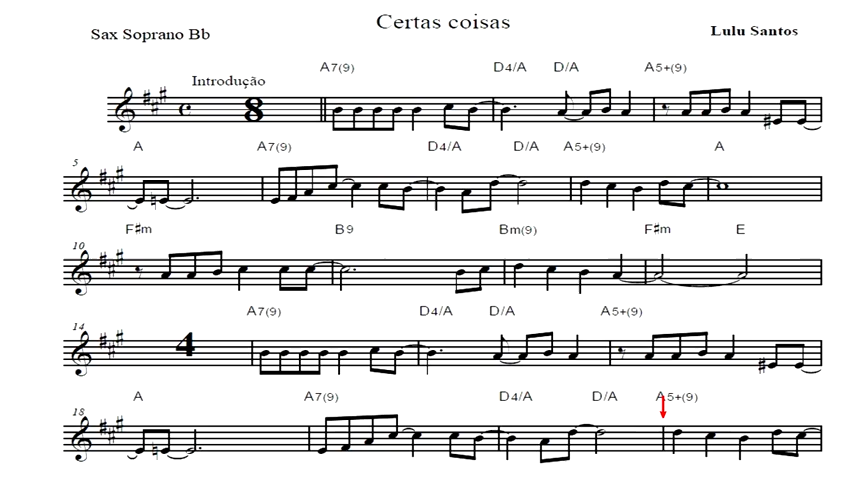 Certas coisas
Sax Soprano Bb
Lulu Santos
Introdução
8
A7(9) D4/A D/A A5+(9)
A A7(9) D4/A D/A A5+(9) A
5
F#m B9 Bm(9) F#m E
10
A7(9) D4/A D/A A5+(9)
14
4
A A7(9) D4/A D/A A5+(9)
18